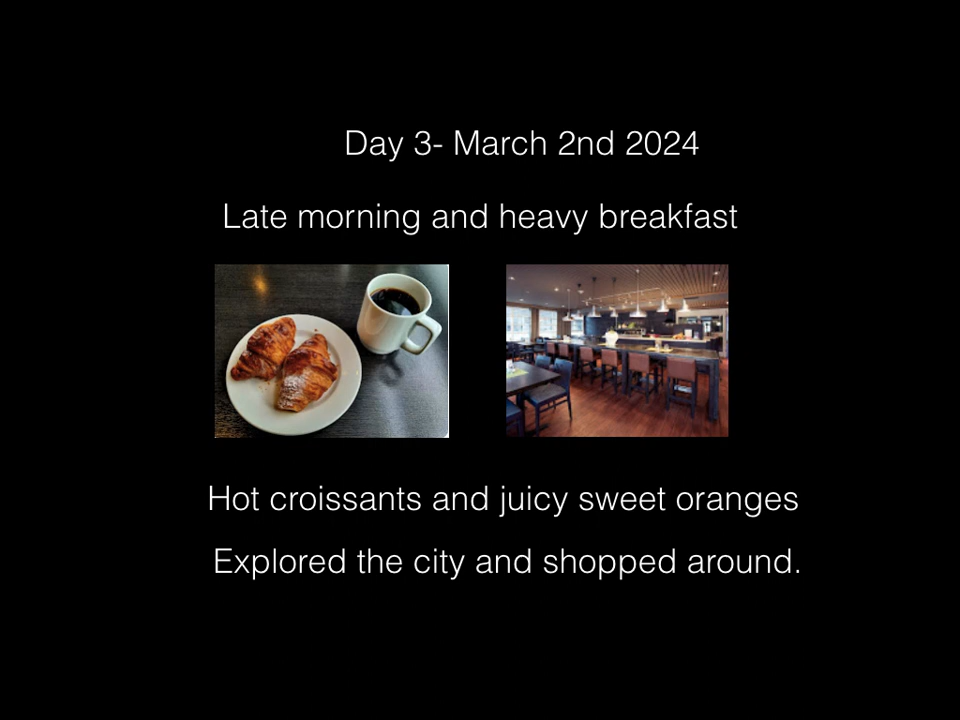 Day 3- March 2nd 2024
Late morning and heavy breakfast
Hot croissants and juicy sweet oranges
Explored the city and shopped around.